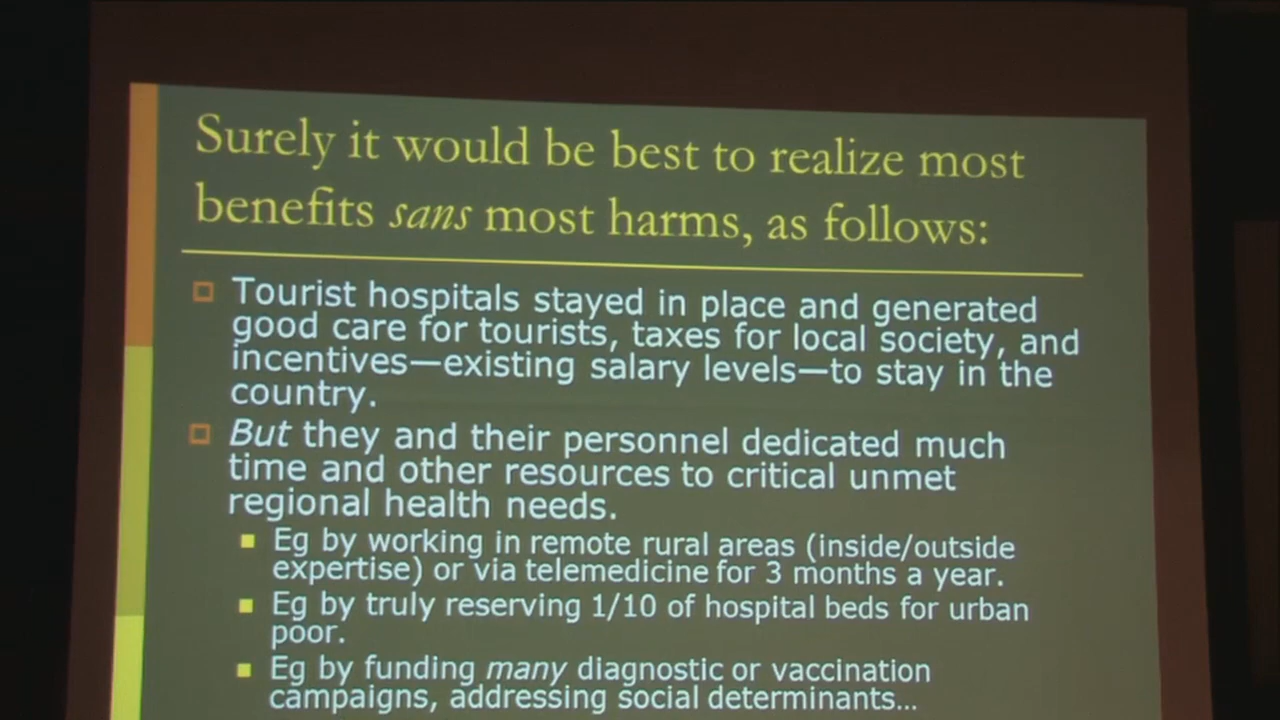 Surely it would be best to realize most
benefits sans most harms, as follows:
Tourist hospitals stayed in place and generated
good care for tourists, taxes for local society, and
incentives—existing salary levels—to stay in the
country.
But they and their personnel dedicated much
time and other resources to critical unmet
regional health needs.
Eg by working in remote rural areas (inside/outside
expertise) or via telemedicine for 3 months a year.
Eg by truly reserving 1/10 of hospital beds for urban
poor.
Eg by funding many diagnostic or vaccination
campaigns, addressing social determinants...